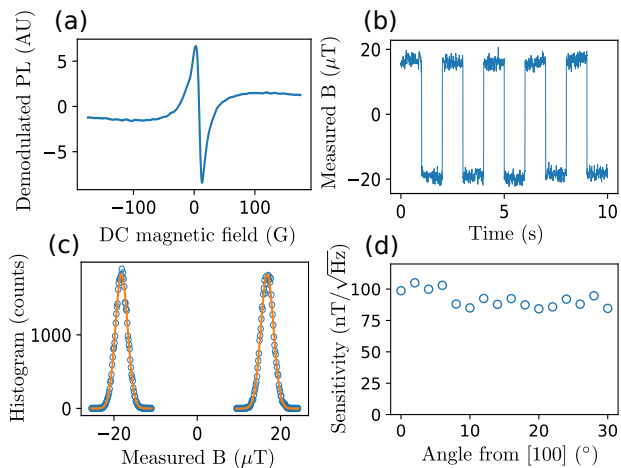 (a)
Demodulated PL (AU)
5
0
−5
−100
0
100
DC magnetic field (G)
(b)
Measured B (μT)
20
0
−20
0
5
10
Time (s)
(c)
Histogram (counts)
1000
0
−20
0
20
Measured B (μT)
(d)
Sensitivity (nT/√Hz)
100
75
50
25
0
0
10
20
30
Angle from [100] (°)